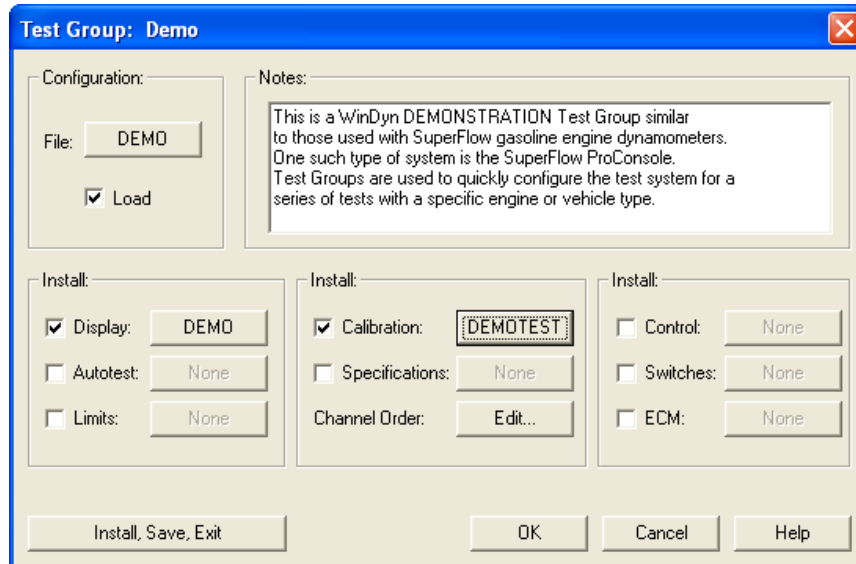 Test Group:  Demo
Configuration:
File: DEMO
Load
Notes:
This is a WinDyn DEMONSTRATION Test Group similar
to those used with SuperFlow gasoline engine dynamometers.
One such type of system is the SuperFlow ProConsole.
Test Groups are used to quickly configure the test system for a
series of tests with a specific engine or vehicle type.
Install:
Display: DEMO
Autotest: None
Limits: None
Install:
Calibration: DEMOTEST
Specifications: None
Channel Order: Edit...
Install:
Control: None
Switches: None
ECM: None
Install, Save, Exit
OK
Cancel
Help